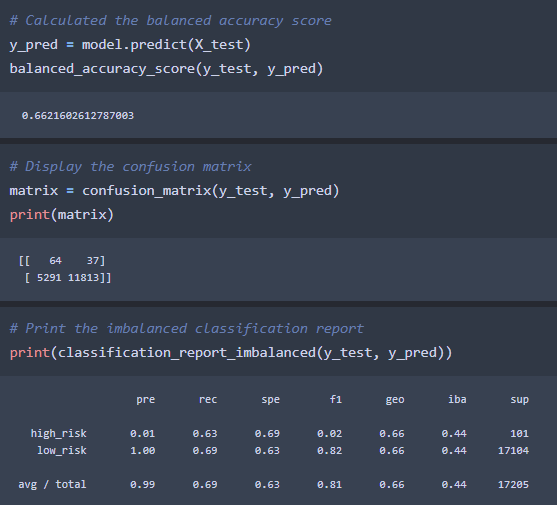 # Calculated the balanced accuracy score
y_pred = model.predict(X_test)
balanced_accuracy_score(y_test, y_pred)
0.6621602612787003
# Display the confusion matrix
matrix = confusion_matrix(y_test, y_pred)
print(matrix)
[[   64    37]
 [ 5291 11813]]
# Print the imbalanced classification report
print(classification_report_imbalanced(y_test, y_pred))
pre rec spe f1 geo iba sup
high_risk 0.01 0.63 0.69 0.02 0.66 0.44 101
low_risk 1.00 0.69 0.63 0.82 0.66 0.44 17104
avg / total 0.99 0.69 0.63 0.81 0.66 0.44 17205